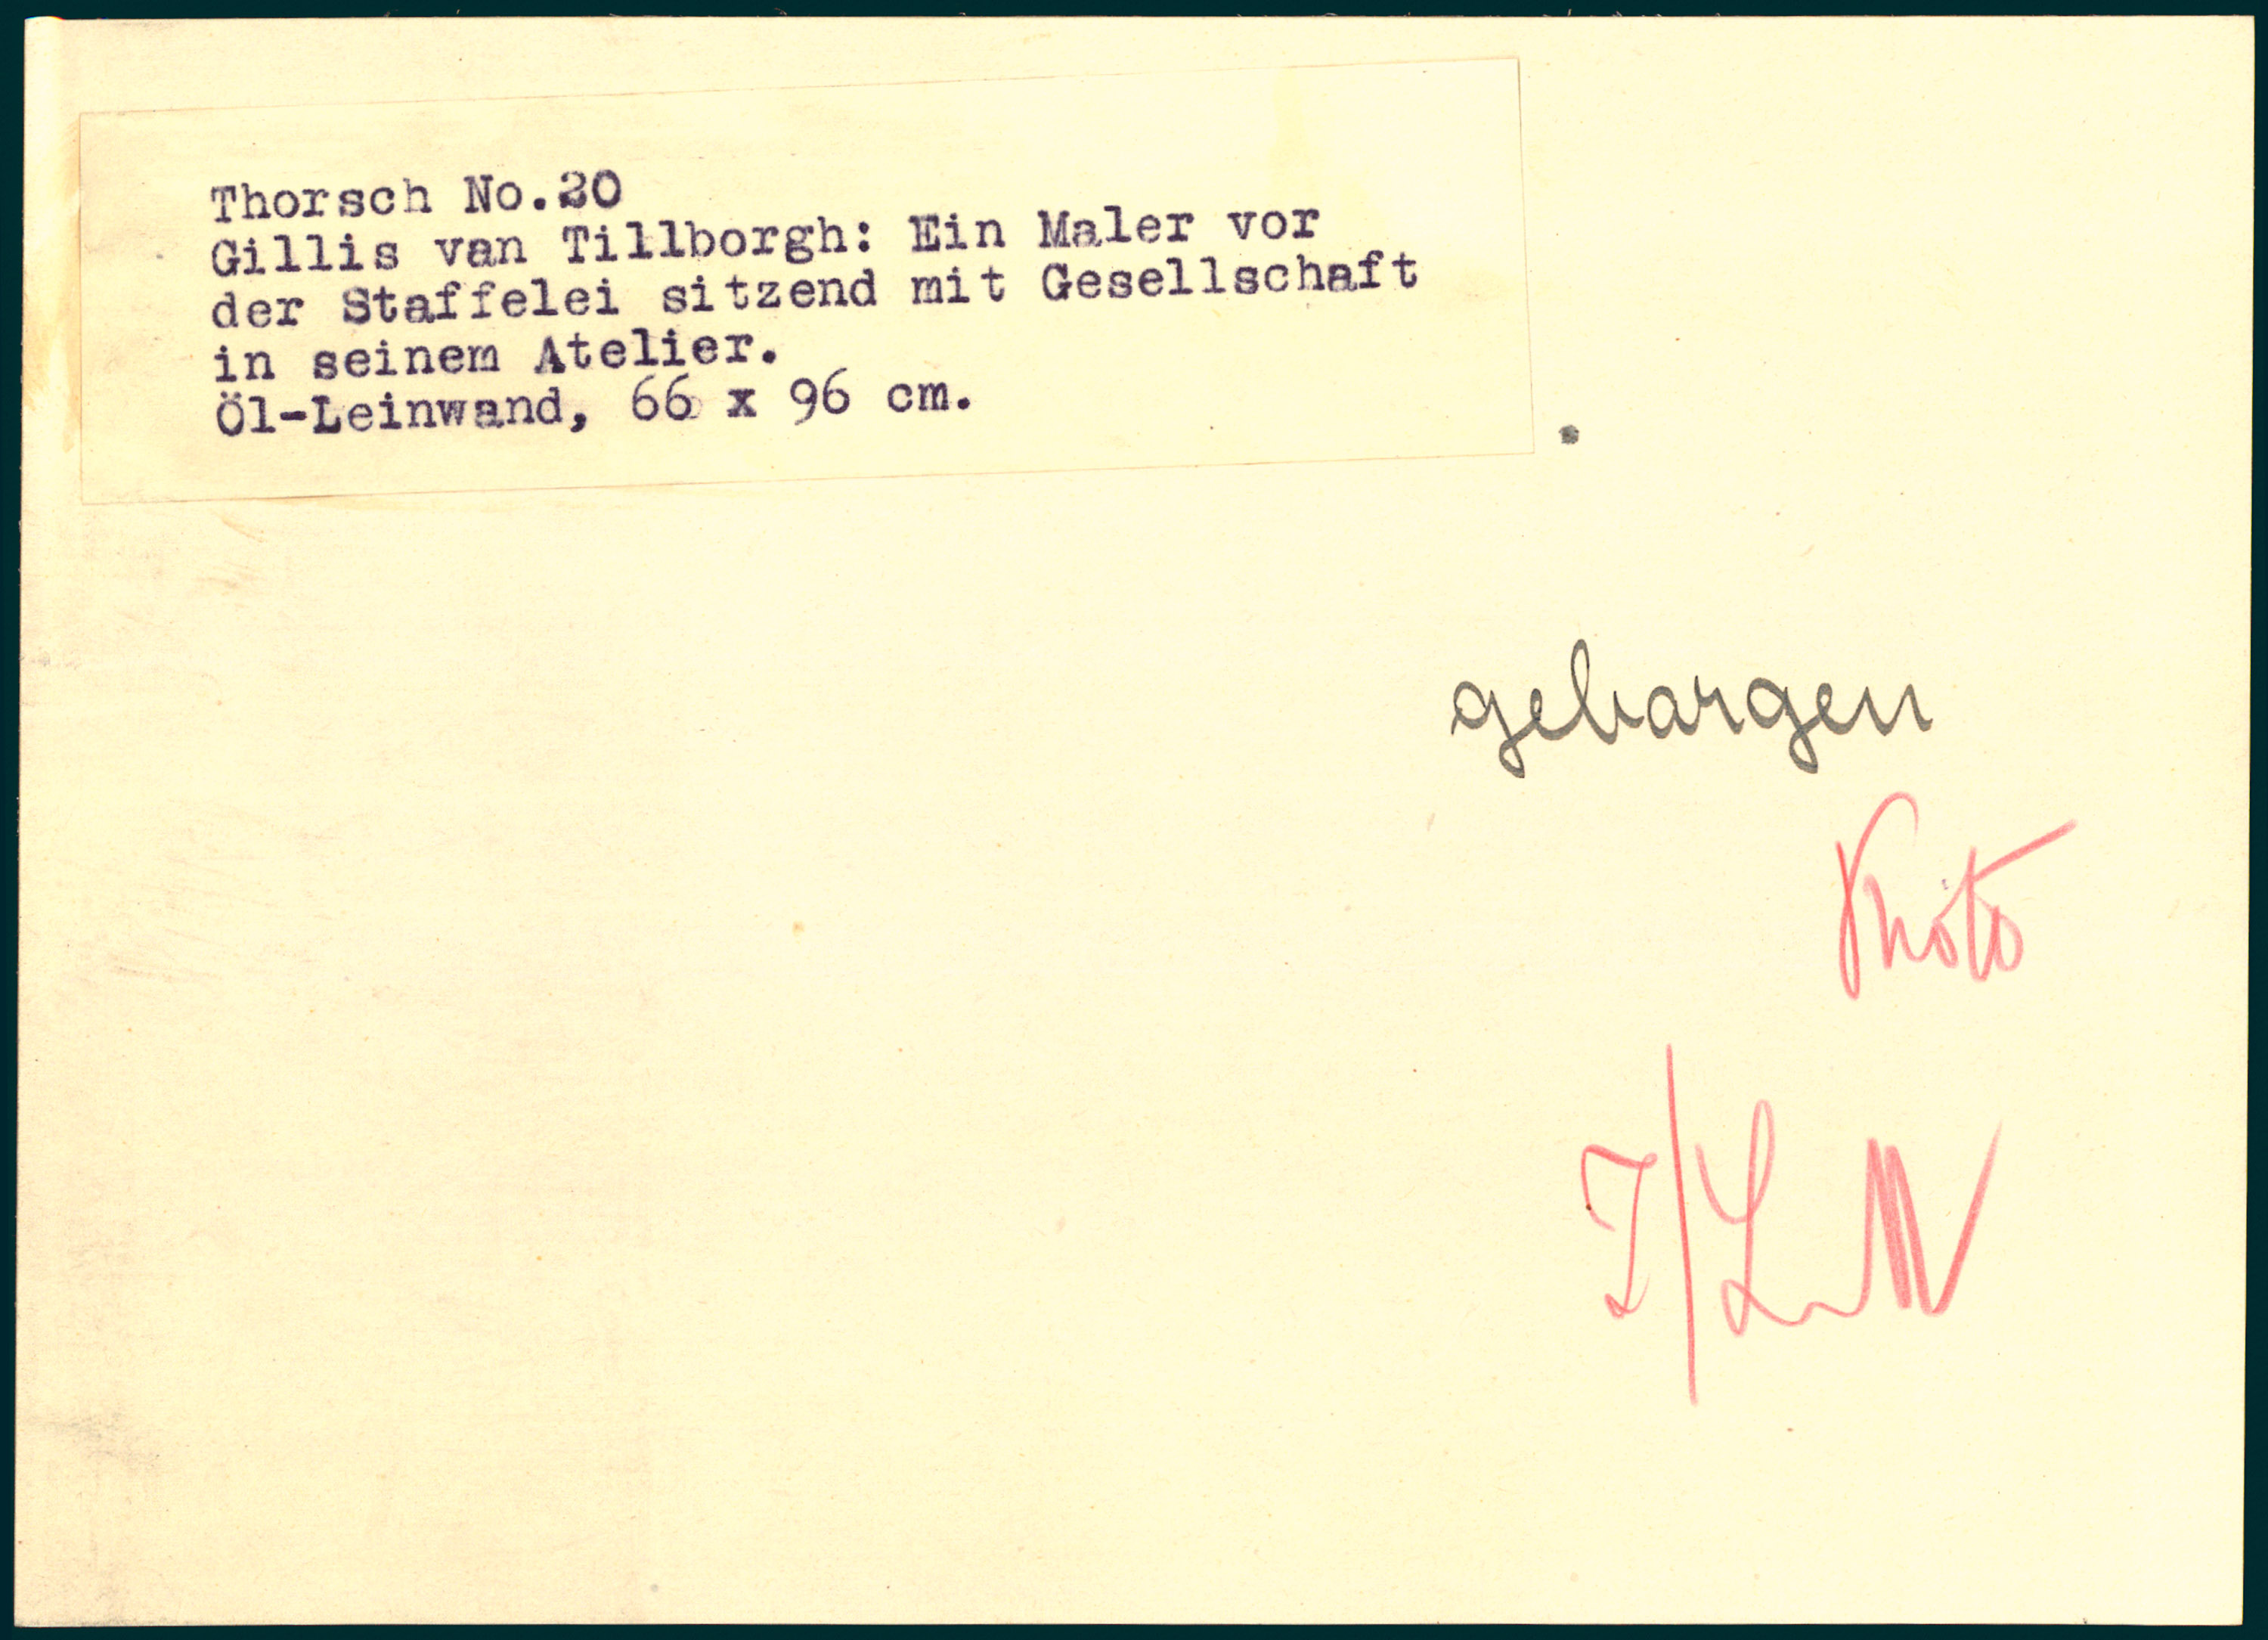 Thorsch No.20
Gillis van Tillborgh: Ein Maler vor
der Staffelei sitzend mit Gesellschaft
in seinem Atelier.
Öl-Leinwand, 66 x 96 cm.
geborgen
Photo